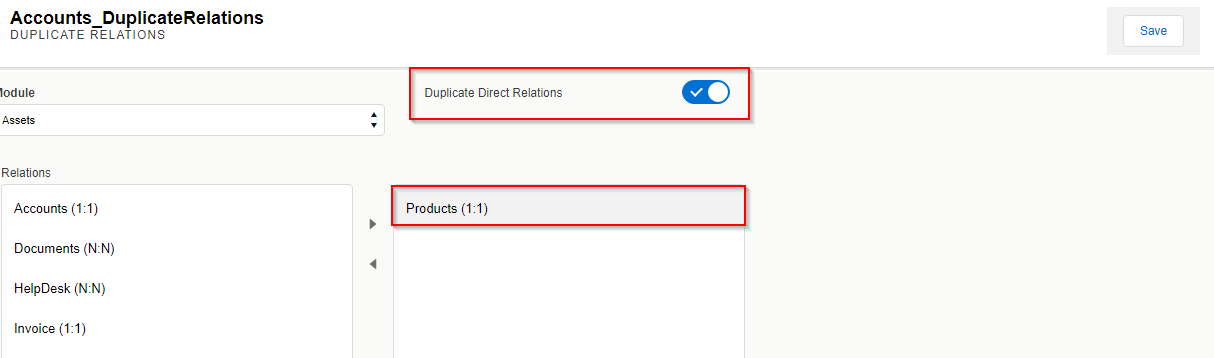 Accounts_DuplicateRelations
DUPLICATE RELATIONS
Save
Module
Duplicate Direct Relations
Assets
Relations
Accounts (1:1)
Products (1:1)
Documents (N:N)
HelpDesk (N:N)
Invoice (1:1)